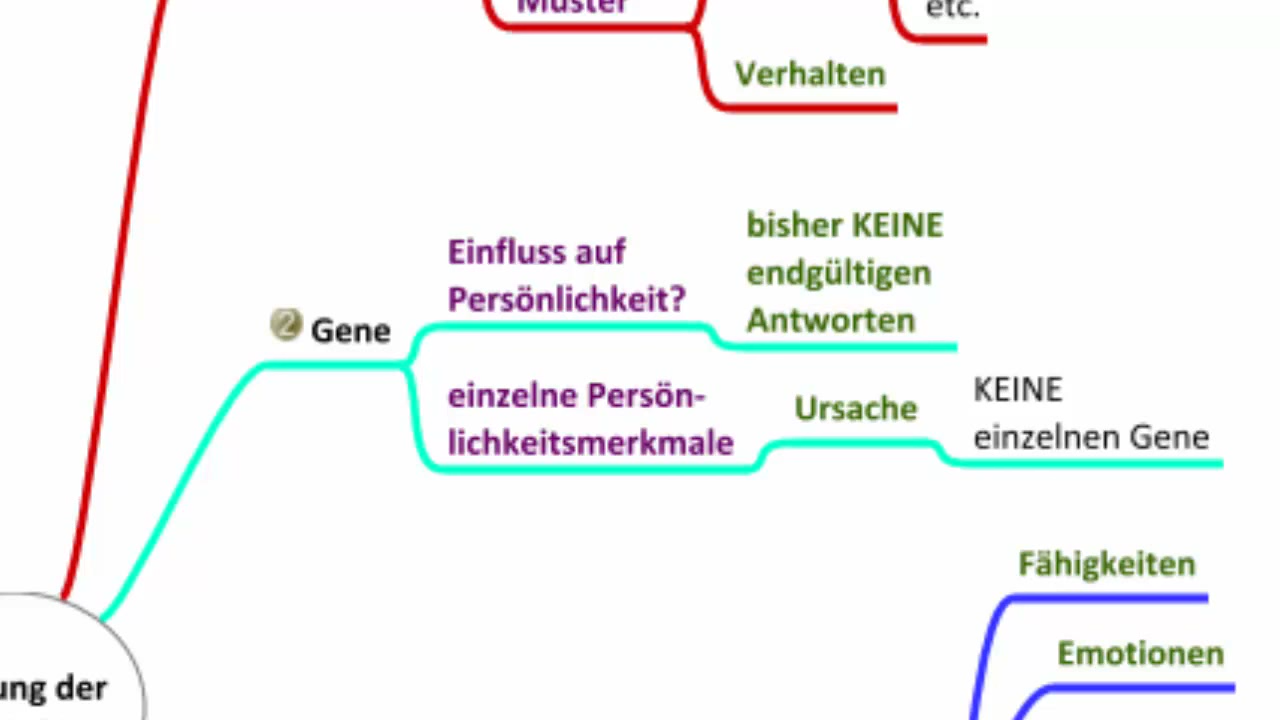 Muster
etc.
Verhalten
bisher KEINE
endgültigen
Antworten
Einfluss auf
Persönlichkeit?
2 Gene
einzelne Persön-
lichkeitsmerkmale
Ursache
KEINE
einzelnen Gene
Fähigkeiten
Emotionen
der